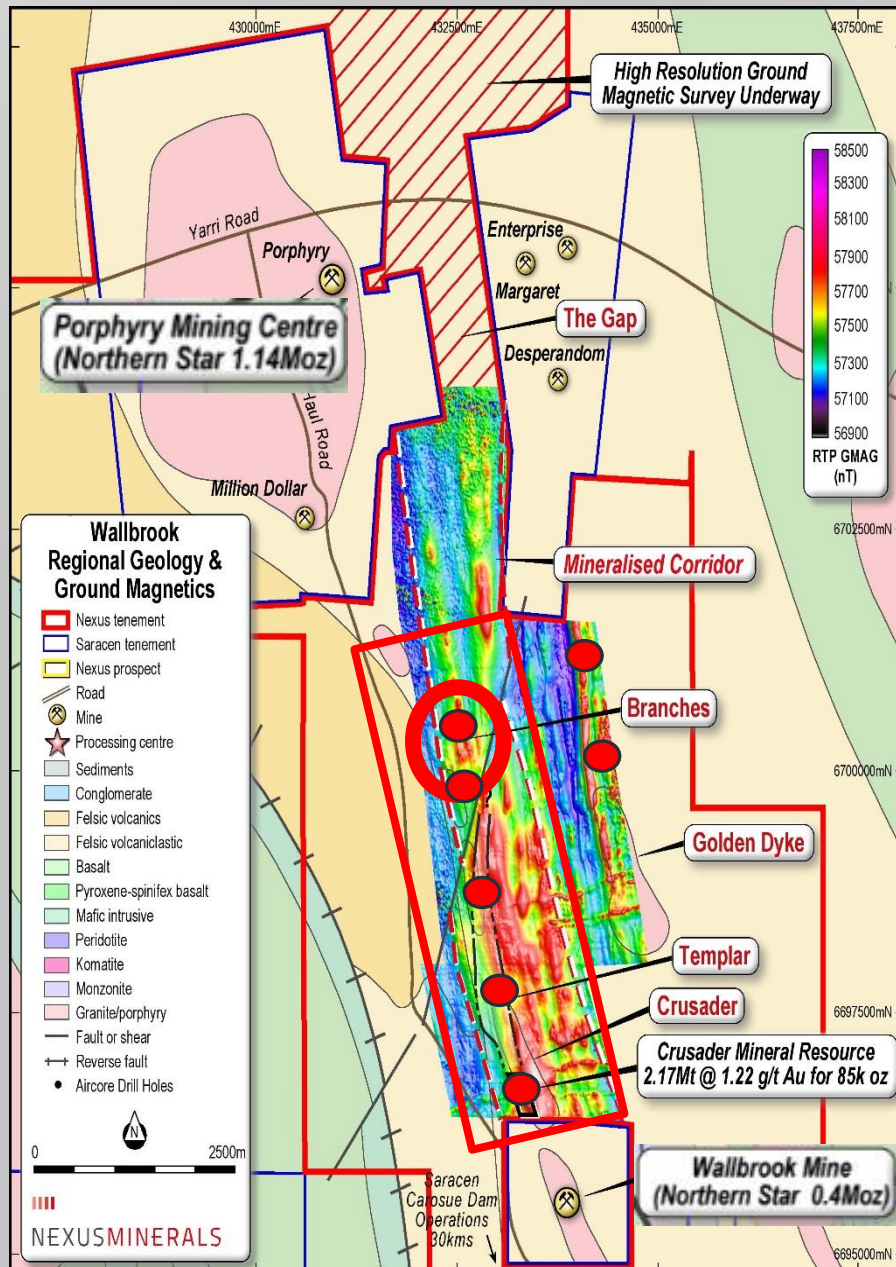 430000mE
432500mE
435000mE
437500mE
High Resolution Ground
Magnetic Survey Underway
58500
58300
58100
57900
57700
57500
57300
57100
56900
RTP GMAG
(nT)
Yarri Road
Porphyry
Enterprise
Margaret
Porphyry Mining Centre
(Northern Star 1.14Moz)
The Gap
Desperandom
Haul Road
Million Dollar
6702500mN
Mineralised Corridor
Wallbrook
Regional Geology &
Ground Magnetics
Nexus tenement
Saracen tenement
Nexus prospect
Road
Mine
Processing centre
Sediments
Conglomerate
Felsic volcanics
Felsic volcaniclastic
Basalt
Pyroxene-spinifex basalt
Mafic intrusive
Peridotite
Komatite
Monzonite
Granite/porphyry
Fault or shear
Reverse fault
Aircore Drill Holes
N
0 2500m
NEXUSMINERALS
Branches
6700000mN
Golden Dyke
Templar
Crusader
6697500mN
Crusader Mineral Resource
2.17Mt @ 1.22 g/t Au for 85k oz
Saracen
Carosue Dam
Operations
30kms
Wallbrook Mine
(Northern Star 0.4Moz)
6695000mN